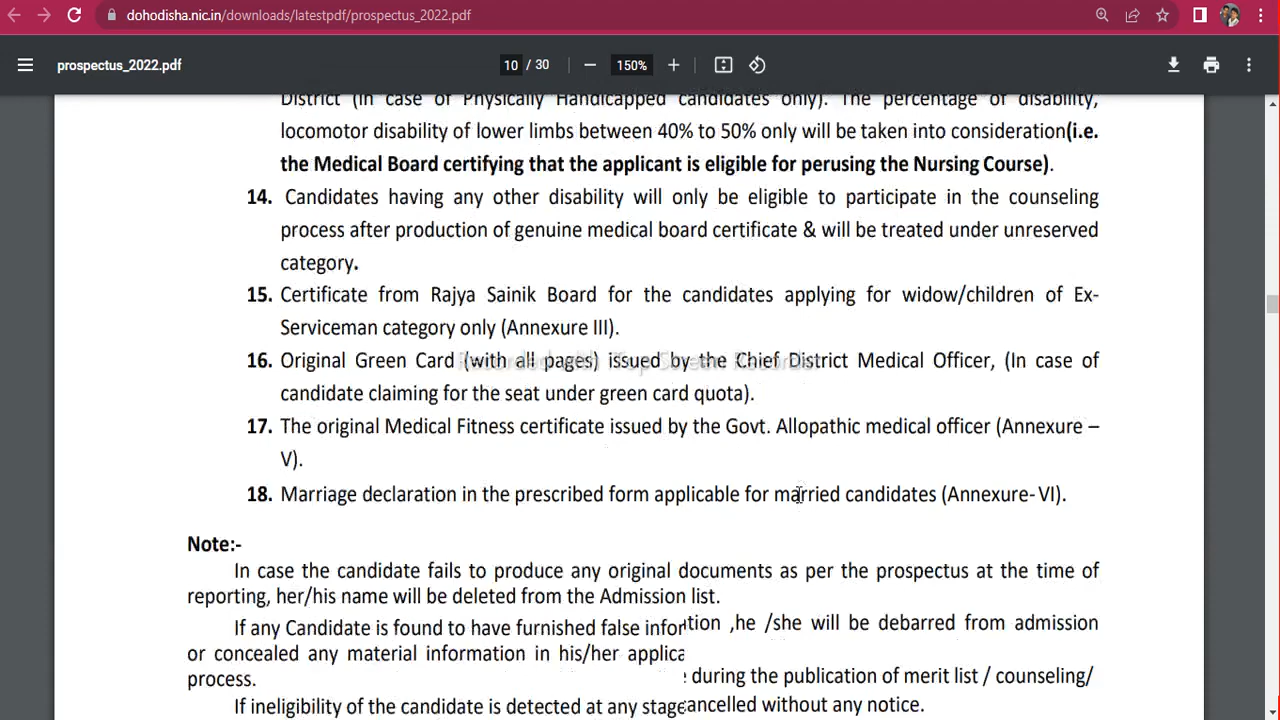 dohodisha.nic.in/downloads/latestpdf/prospectus_2022.pdf
prospectus_2022.pdf 10 / 30 150%
District (In case of Physically Handicapped candidates only). The percentage of disability,
locomotor disability of lower limbs between 40% to 50% only will be taken into consideration(i.e.
the Medical Board certifying that the applicant is eligible for perusing the Nursing Course).
14. Candidates having any other disability will only be eligible to participate in the counseling
process after production of genuine medical board certificate & will be treated under unreserved
category.
15. Certificate from Rajya Sainik Board for the candidates applying for widow/children of Ex-
Serviceman category only (Annexure III).
16. Original Green Card (with all pages) issued by the Chief District Medical Officer, (In case of
Recorded with iTop Screen Recorder
candidate claiming for the seat under green card quota).
17. The original Medical Fitness certificate issued by the Govt. Allopathic medical officer (Annexure –
V).
18. Marriage declaration in the prescribed form applicable for married candidates (Annexure- VI).
Note:-
In case the candidate fails to produce any original documents as per the prospectus at the time of
reporting, her/his name will be deleted from the Admission list.
If any Candidate is found to have furnished false infor
tion ,he /she will be debarred from admission
or concealed any material information in his/her applica
process.
during the publication of merit list / counseling/
If ineligibility of the candidate is detected at any stage
ancelled without any notice.